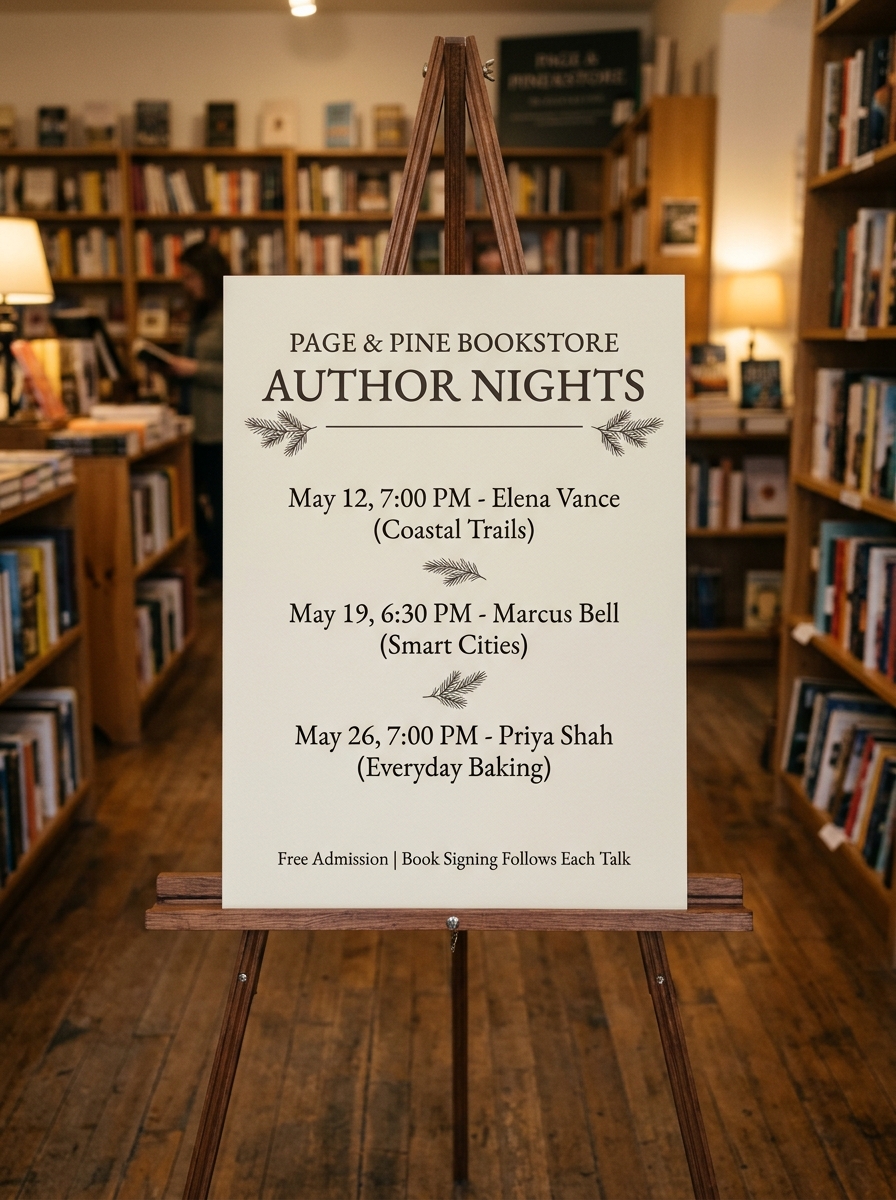 PAGE & PINE BOOKSTORE
AUTHOR NIGHTS
May 12, 7:00 PM - Elena Vance
(Coastal Trails)
May 19, 6:30 PM - Marcus Bell
(Smart Cities)
May 26, 7:00 PM - Priya Shah
(Everyday Baking)
Free Admission | Book Signing Follows Each Talk